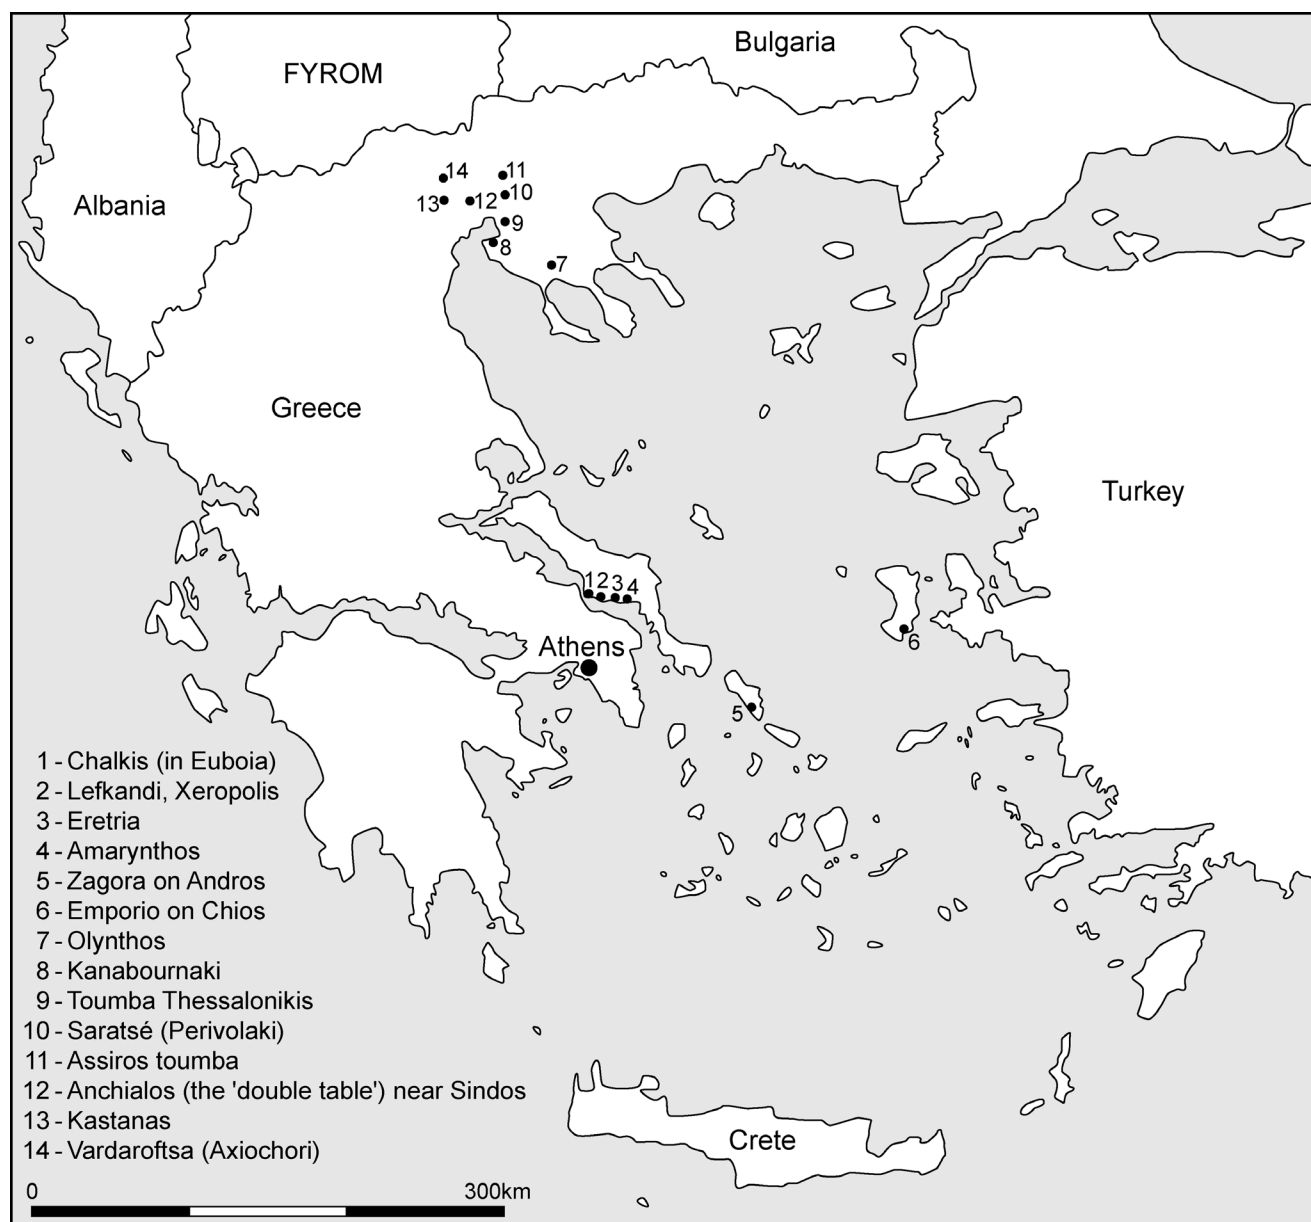 Bulgaria
FYROM
Albania
14
11
10
13
12
9
8
7
Greece
Turkey
1 2 3 4
Athens
6
5
1 - Chalkis (in Euboia)
2 - Lefkandi, Xeropolis
3 - Eretria
4 - Amarynthos
5 - Zagora on Andros
6 - Emporio on Chios
7 - Olynthos
8 - Kanabournaki
9 - Toumba Thessalonikis
10 - Saratsé (Perivolaki)
11 - Assiros toumba
12 - Anchialos (the 'double table') near Sindos
13 - Kastanas
14 - Vardaroftsa (Axiochori)
Crete
0 300km